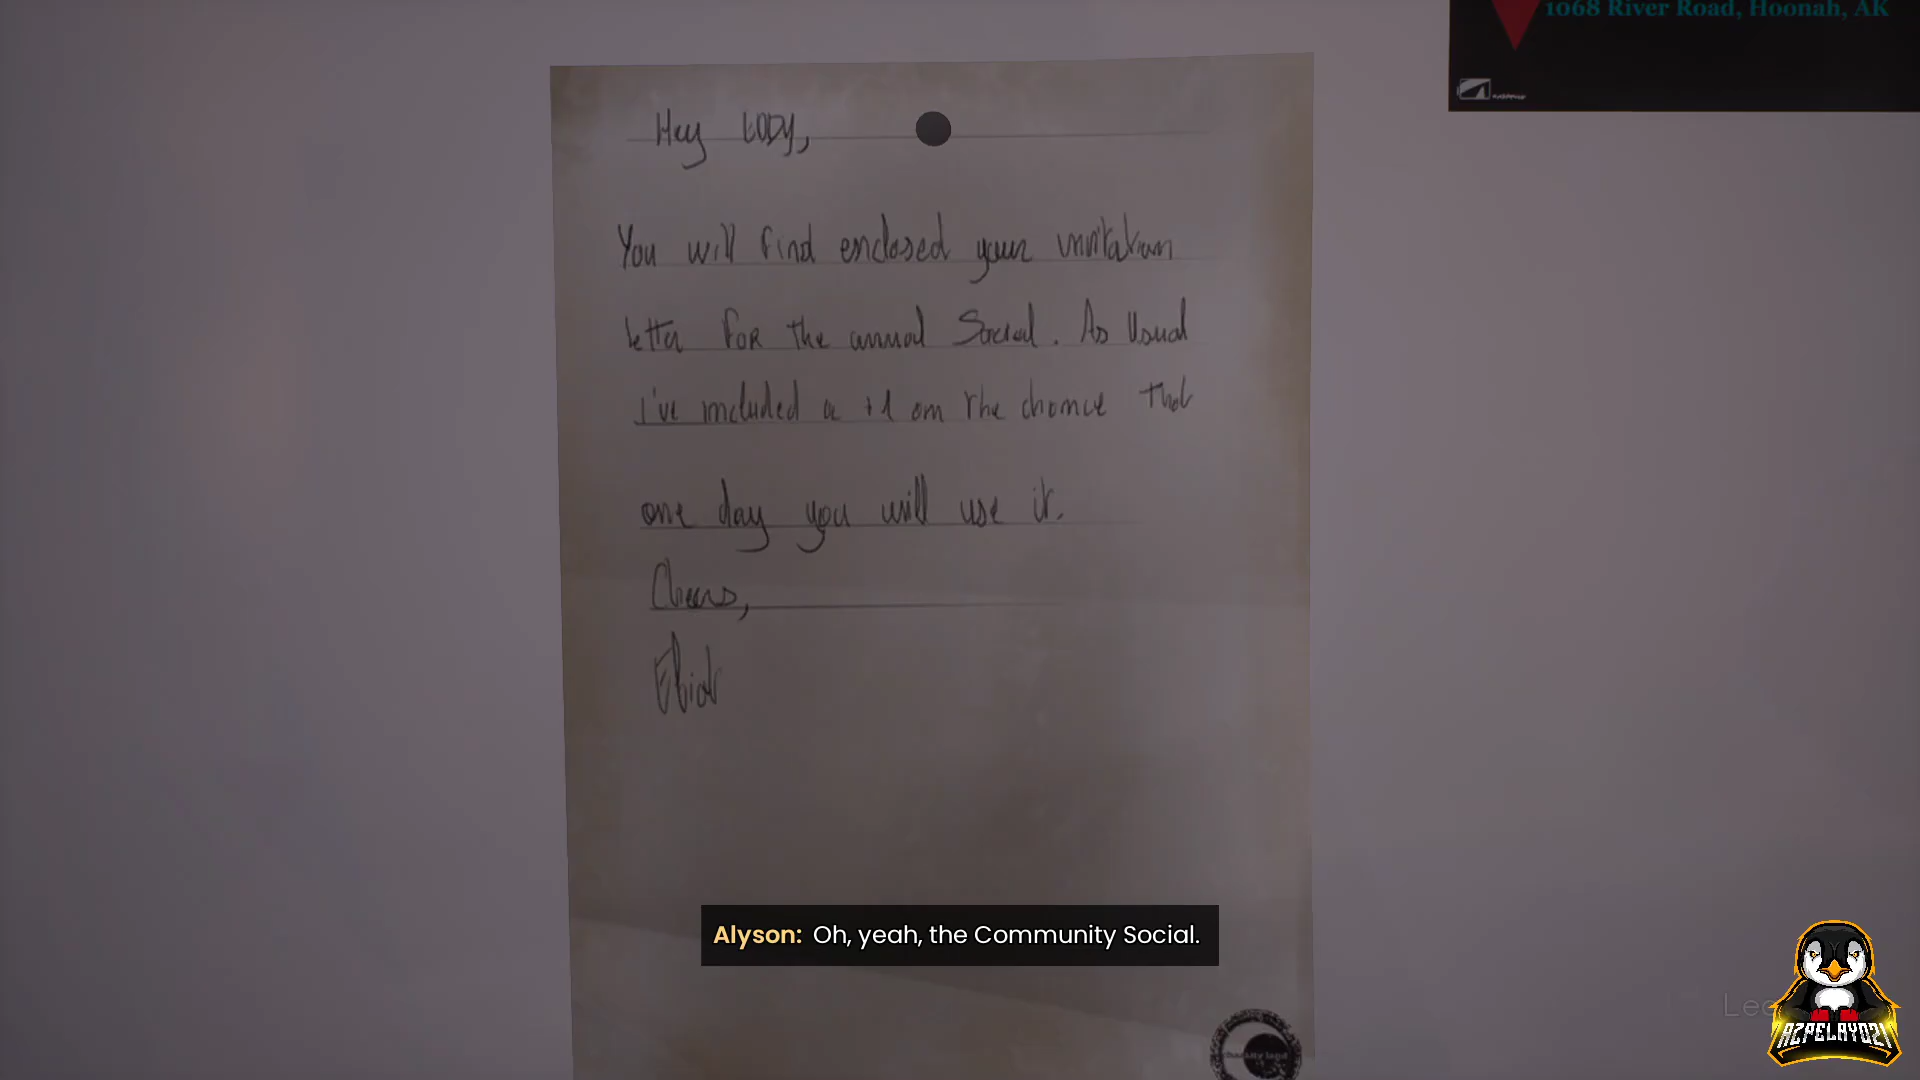 1068 River Road, Hoonah, AK
Hey CODY,
You will find enclosed your invitation
letter for the annual Social. As Usual
I've included a +1 on the chance that
one day you will use it.
Cheers,
Eliot
Alyson: Oh, yeah, the Community Social.
AZPELAYO21